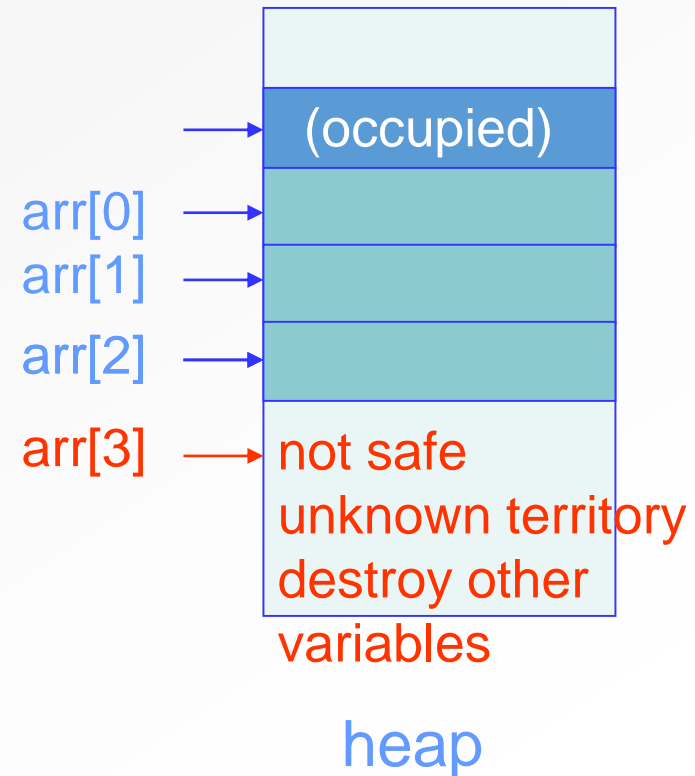 (occupied)
arr[0]
arr[1]
arr[2]
arr[3]
not safe
unknown territory
destroy other
variables
heap